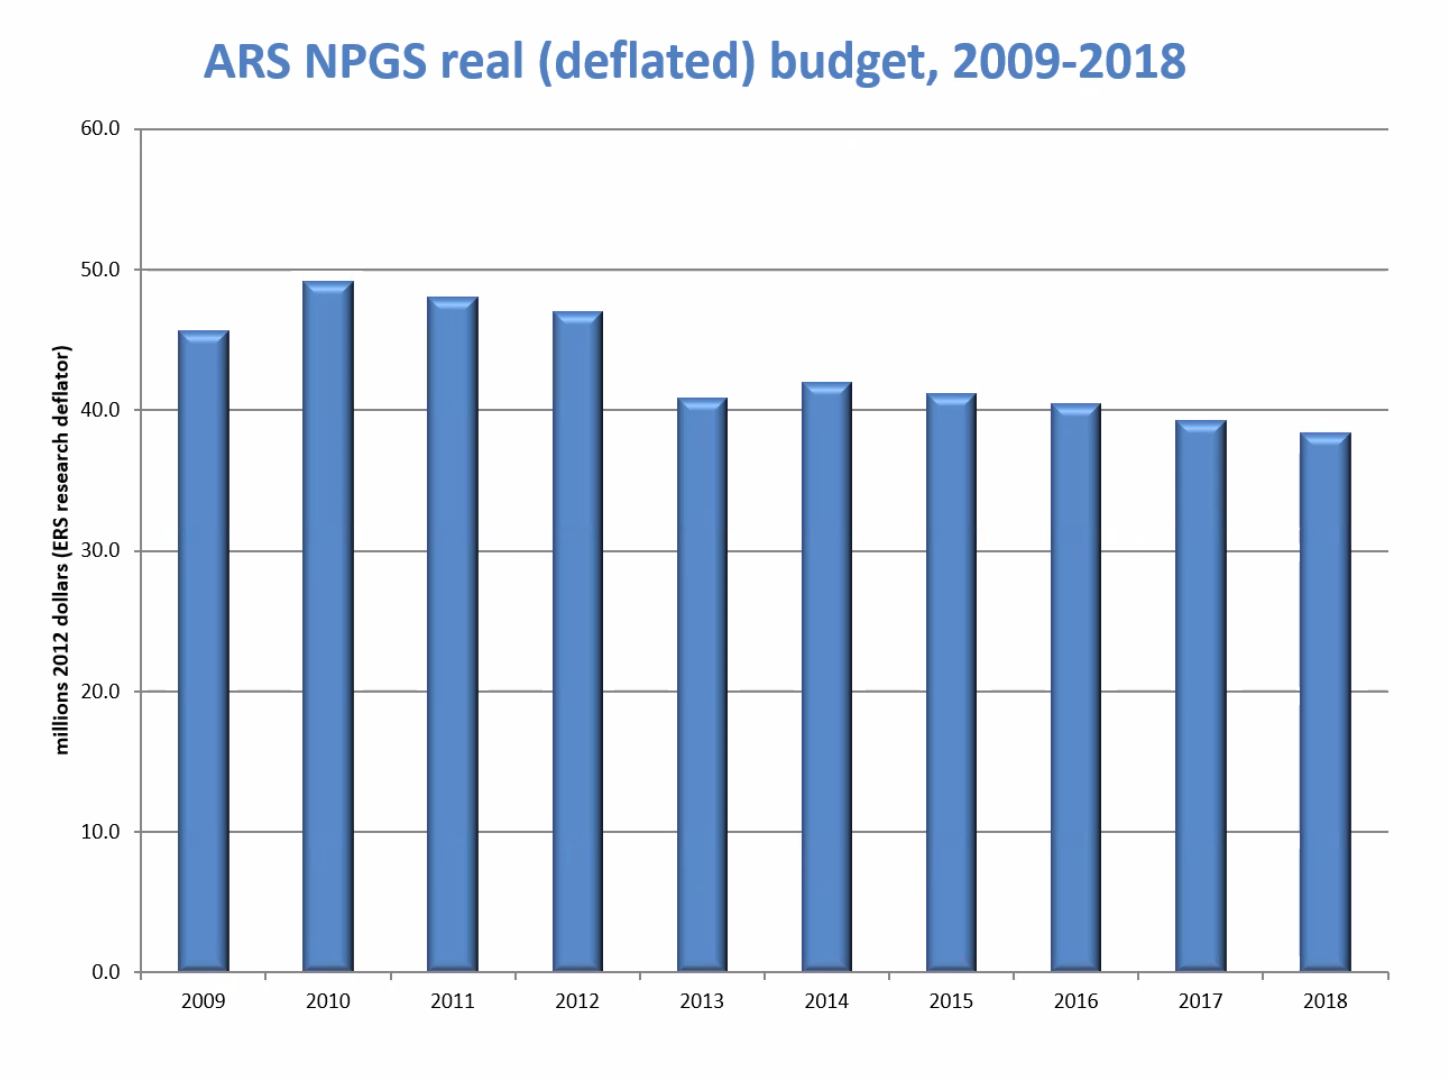 ARS NPGS real (deflated) budget, 2009-2018
millions 2012 dollars (ERS research deflator)
60.0
50.0
40.0
30.0
20.0
10.0
0.0
2009 2010 2011 2012 2013 2014 2015 2016 2017 2018